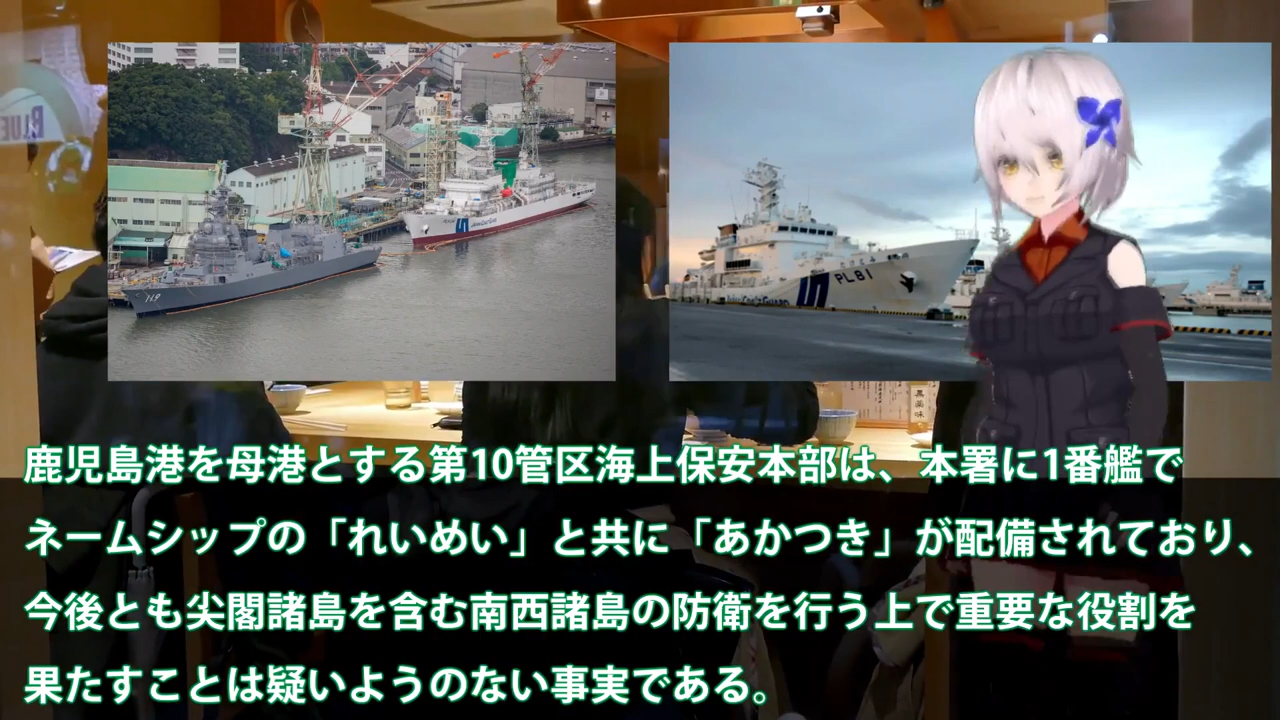 119
PL81
Japan Coast Guard
鹿児島港を母港とする第10管区海上保安本部は、本署に1番艦で
ネームシップの「れいめい」と共に「あかつき」が配備されており、
今後とも尖閣諸島を含む南西諸島の防衛を行う上で重要な役割を
果たすことは疑いようのない事実である。